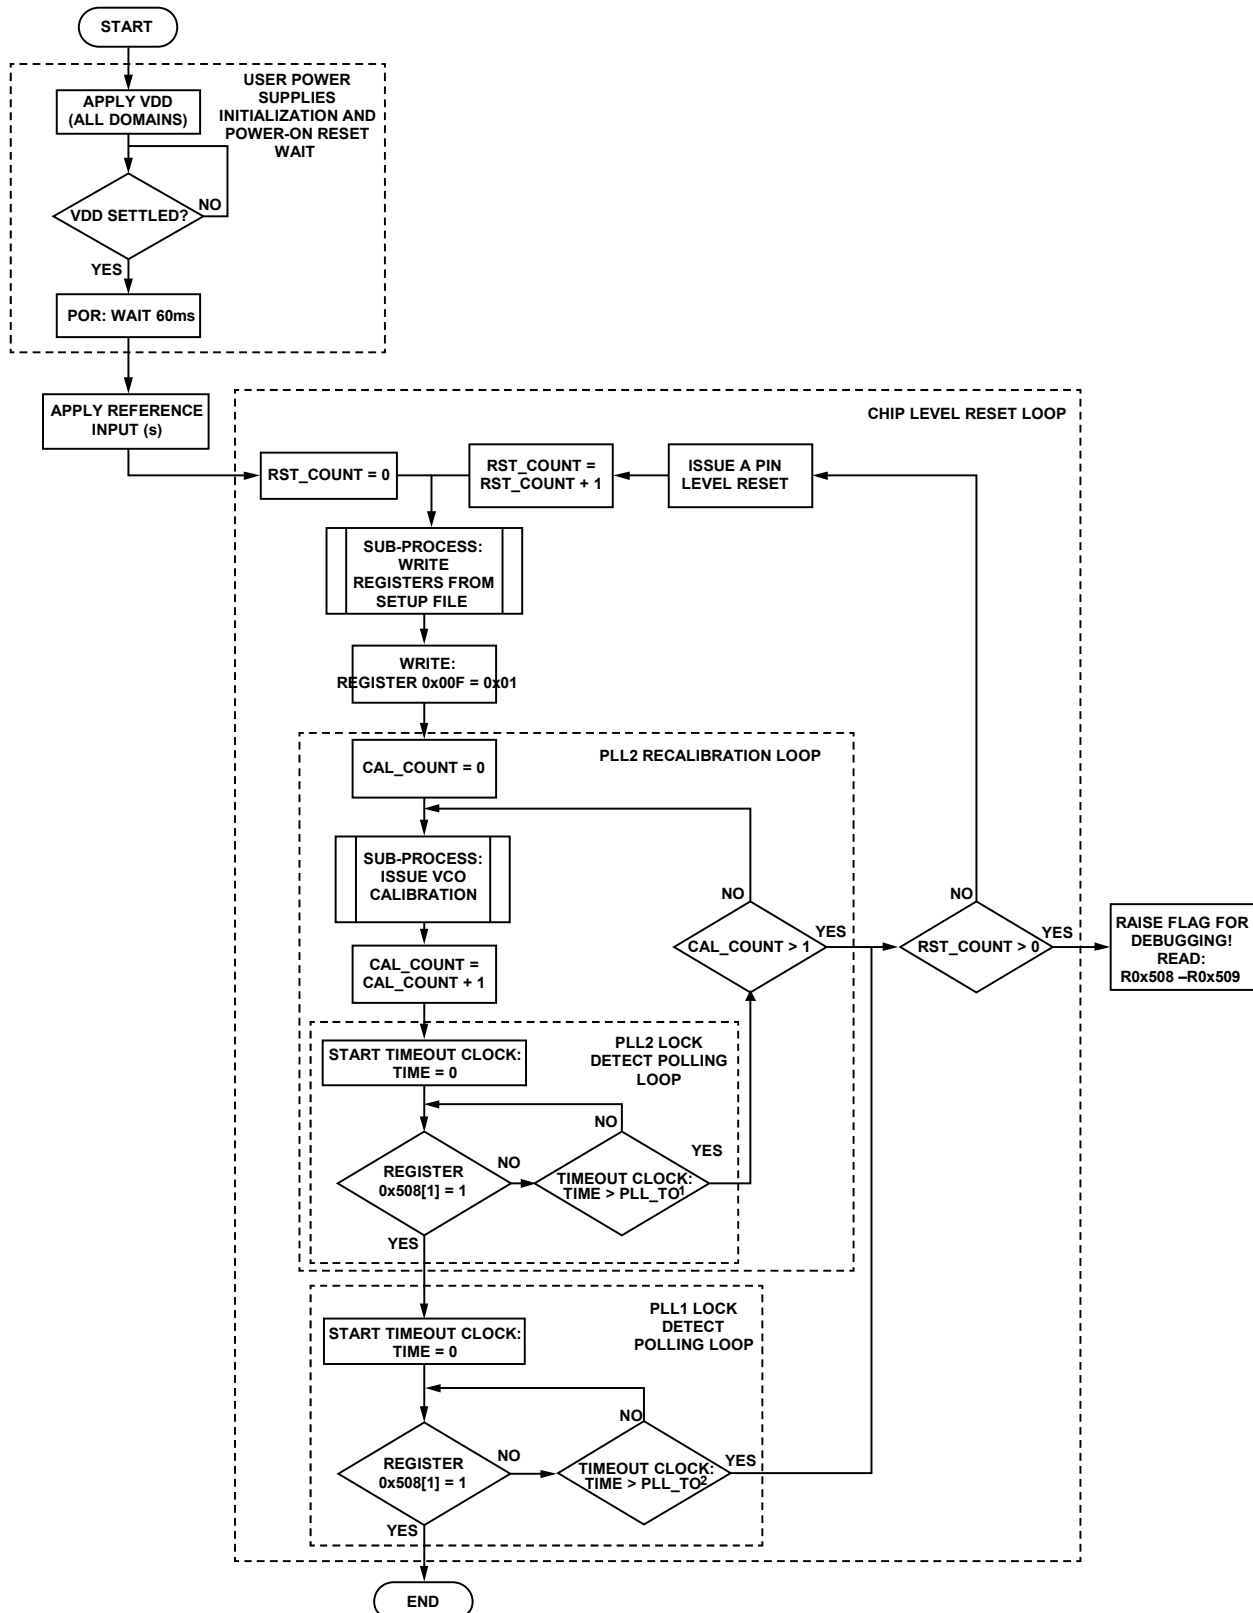 START
USER POWER
SUPPLIES
INITIALIZATION AND
POWER-ON RESET
WAIT
APPLY VDD
(ALL DOMAINS)
VDD SETTLED?
NO
YES
POR: WAIT 60ms
APPLY REFERENCE
INPUT (s)
CHIP LEVEL RESET LOOP
RST_COUNT = 0
RST_COUNT =
RST_COUNT + 1
ISSUE A PIN
LEVEL RESET
SUB-PROCESS:
WRITE
REGISTERS FROM
SETUP FILE
WRITE:
REGISTER 0x00F = 0x01
PLL2 RECALIBRATION LOOP
CAL_COUNT = 0
SUB-PROCESS:
ISSUE VCO
CALIBRATION
CAL_COUNT =
CAL_COUNT + 1
NO
CAL_COUNT > 1
YES
NO
RST_COUNT > 0
YES
RAISE FLAG FOR
DEBUGGING!
READ:
R0x508 –R0x509
PLL2 LOCK
DETECT POLLING
LOOP
START TIMEOUT CLOCK:
TIME = 0
NO
YES
REGISTER
0x508[1] = 1
NO
TIMEOUT CLOCK:
TIME > PLL_TO1
YES
PLL1 LOCK
DETECT
POLLING LOOP
START TIMEOUT CLOCK:
TIME = 0
NO
REGISTER
0x508[1] = 1
NO
TIMEOUT CLOCK:
TIME > PLL_TO2
YES
YES
END